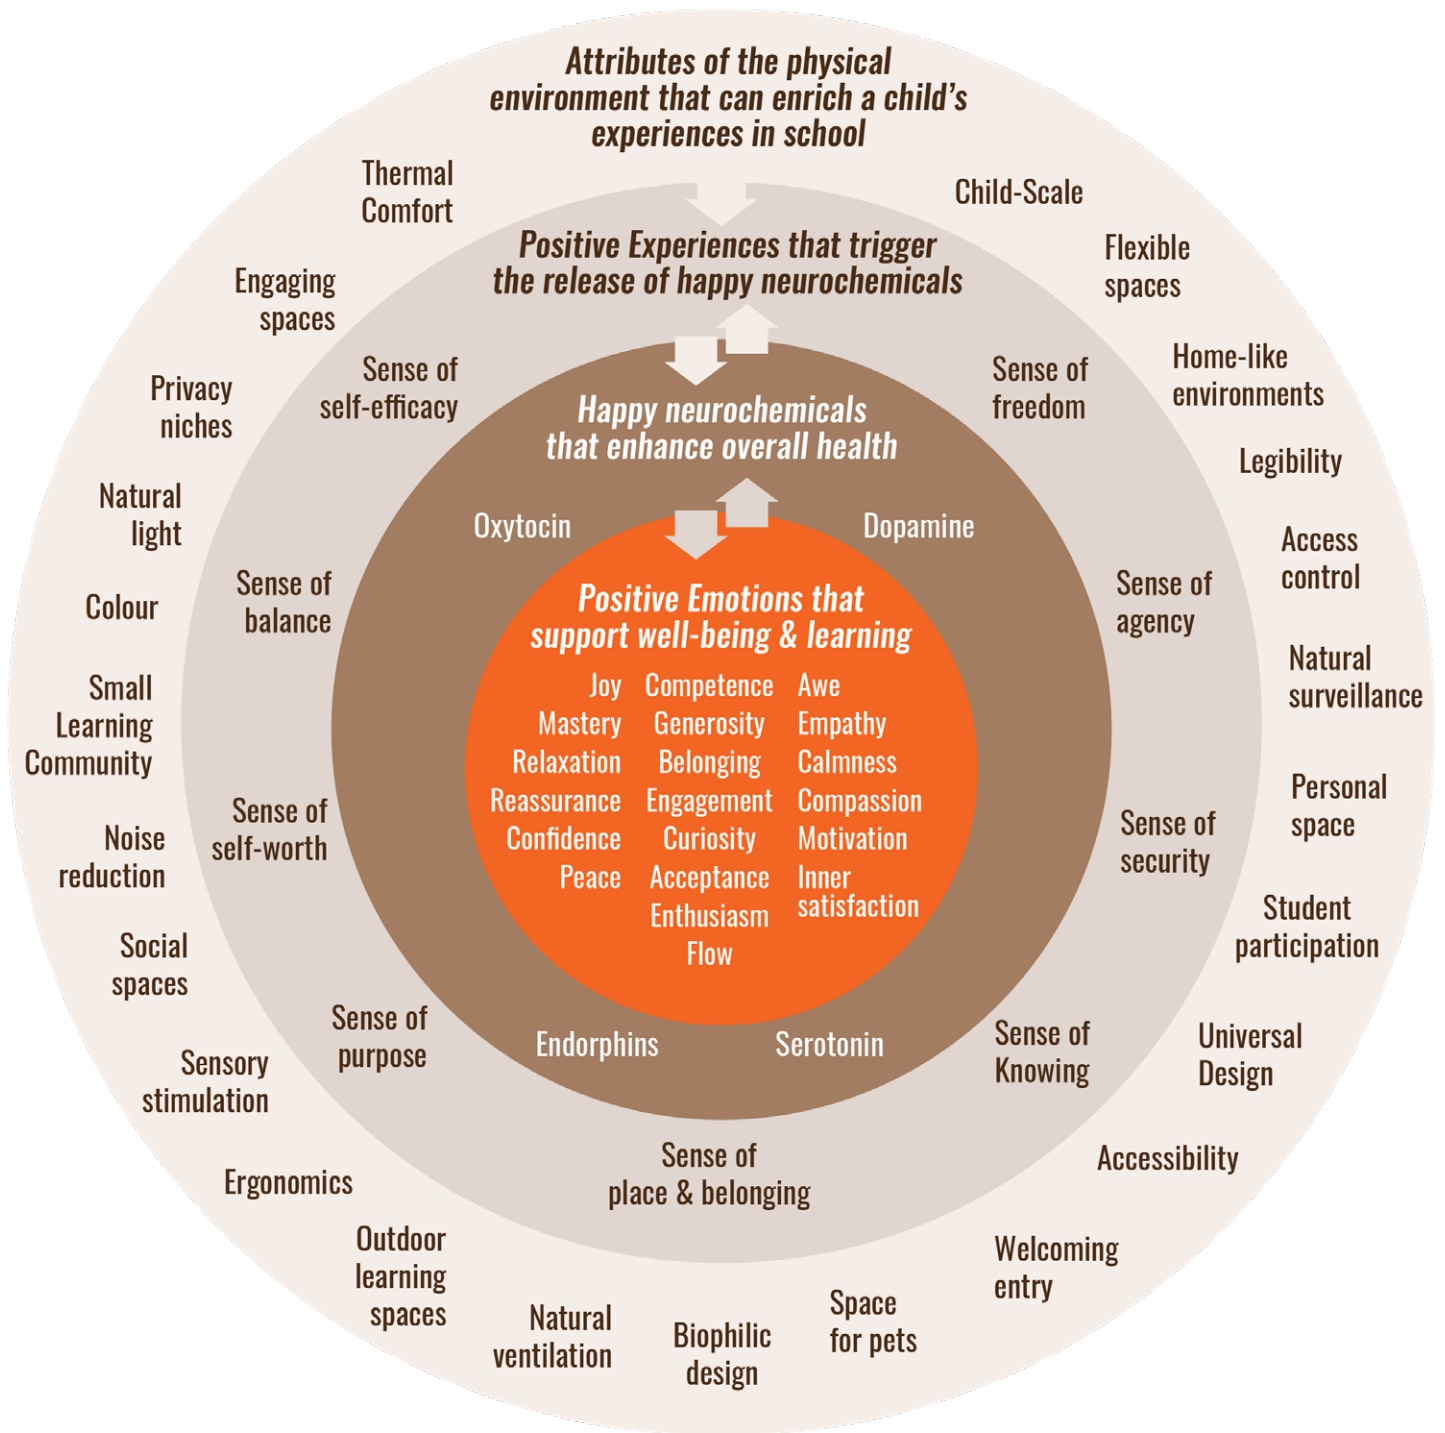 Attributes of the physical
environment that can enrich a child's
experiences in school
Child-Scale
Flexible
spaces
Home-like
environments
Legibility
Access
control
Natural
surveillance
Personal
space
Student
participation
Universal
Design
Accessibility
Welcoming
entry
Space
for pets
Biophilic
design
Natural
ventilation
Outdoor
learning
spaces
Ergonomics
Sensory
stimulation
Social
spaces
Noise
reduction
Small
Learning
Community
Colour
Natural
light
Privacy
niches
Engaging
spaces
Thermal
Comfort
Positive Experiences that trigger
the release of happy neurochemicals
Sense of
freedom
Sense of
agency
Sense of
security
Sense of
Knowing
Sense of
place & belonging
Sense of
purpose
Sense of
self-worth
Sense of
balance
Sense of
self-efficacy
Happy neurochemicals
that enhance overall health
Oxytocin
Dopamine
Endorphins
Serotonin
Positive Emotions that
support well-being & learning
Joy
Mastery
Relaxation
Reassurance
Confidence
Peace
Competence
Generosity
Belonging
Engagement
Curiosity
Acceptance
Enthusiasm
Flow
Awe
Empathy
Calmness
Compassion
Motivation
Inner
satisfaction